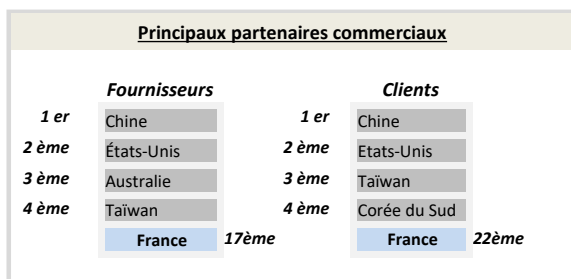 Principaux partenaires commerciaux
Fournisseurs Clients
1 er Chine 1 er Chine
2 ème États-Unis 2 ème Etats-Unis
3 ème Australie 3 ème Taïwan
4 ème Taïwan 4 ème Corée du Sud
France 17ème France 22ème